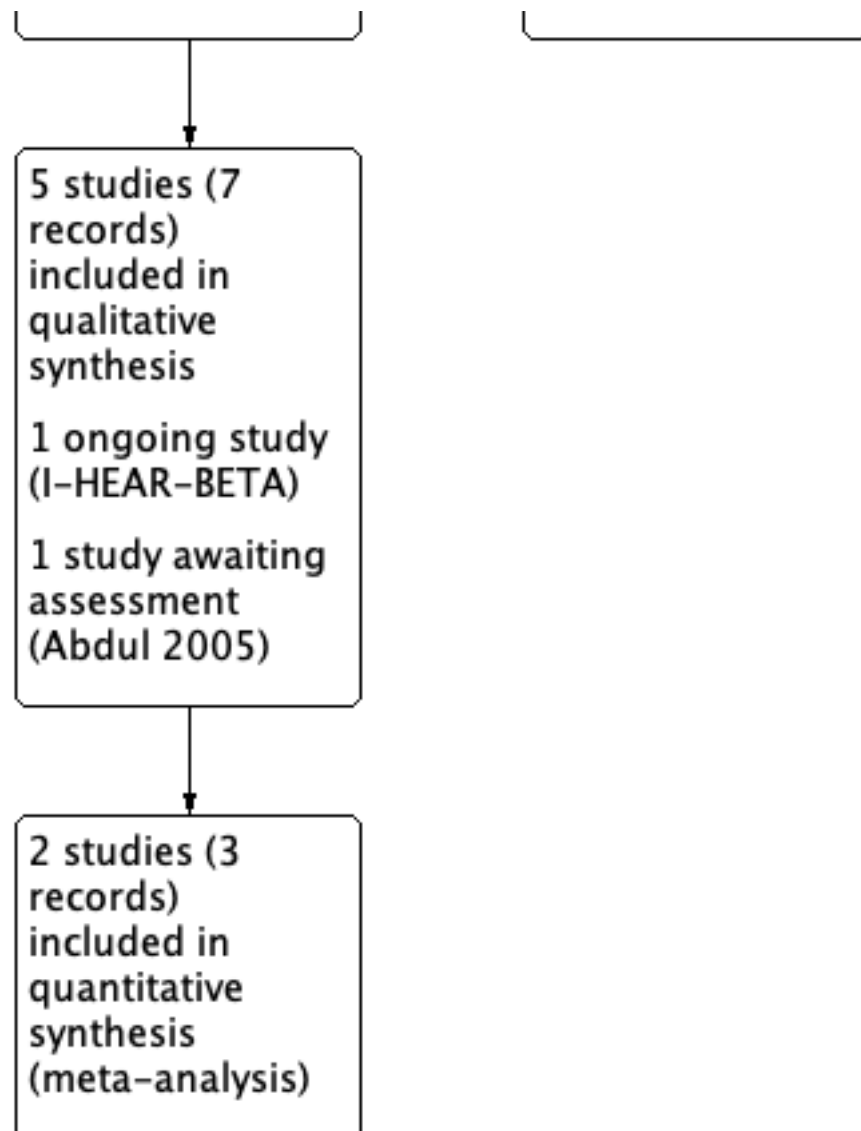 5 studies (7
records)
included in
qualitative
synthesis
1 ongoing study
(I-HEAR-BETA)
1 study awaiting
assessment
(Abdul 2005)
2 studies (3
records)
included in
quantitative
synthesis
(meta-analysis)